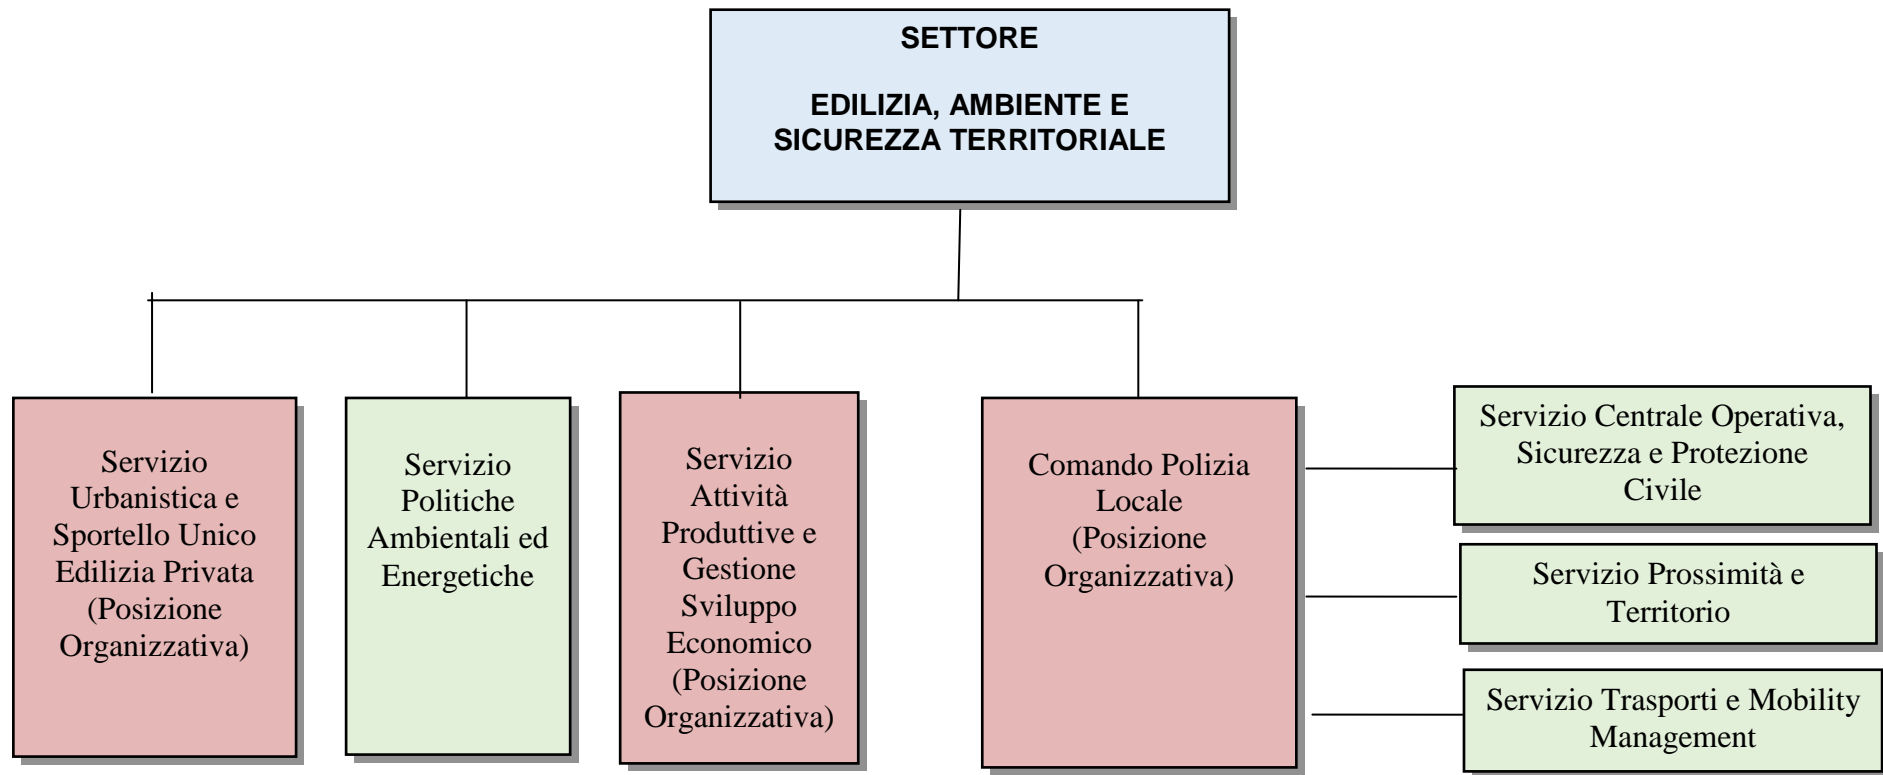 SETTORE
EDILIZIA, AMBIENTE E
SICUREZZA TERRITORIALE
Servizio
Urbanistica e
Sportello Unico
Edilizia Privata
(Posizione
Organizzativa)
Servizio
Politiche
Ambientali ed
Energetiche
Servizio
Attività
Produttive e
Gestione
Sviluppo
Economico
(Posizione
Organizzativa)
Comando Polizia
Locale
(Posizione
Organizzativa)
Servizio Centrale Operativa,
Sicurezza e Protezione
Civile
Servizio Prossimità e
Territorio
Servizio Trasporti e Mobility
Management